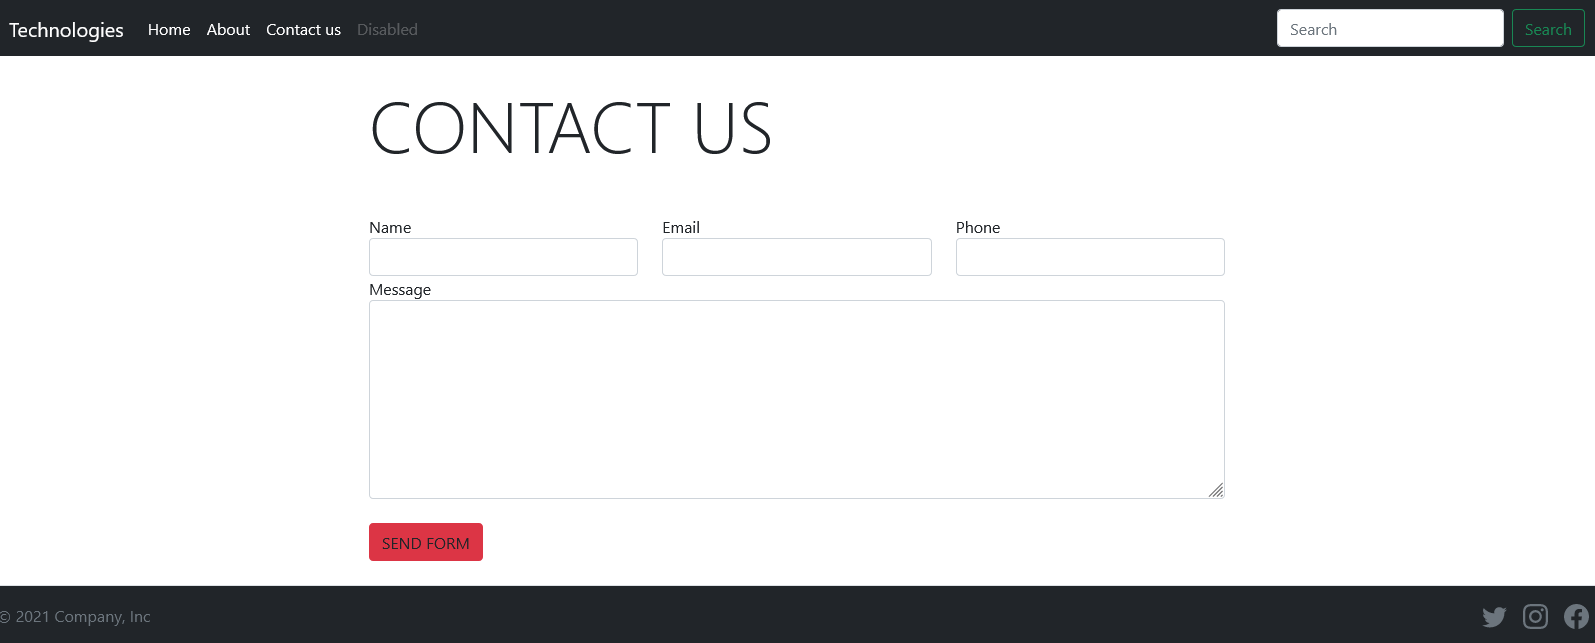 Technologies Home About Contact us Disabled Search Search
CONTACT US
Name Email Phone
Message
SEND FORM
© 2021 Company, Inc